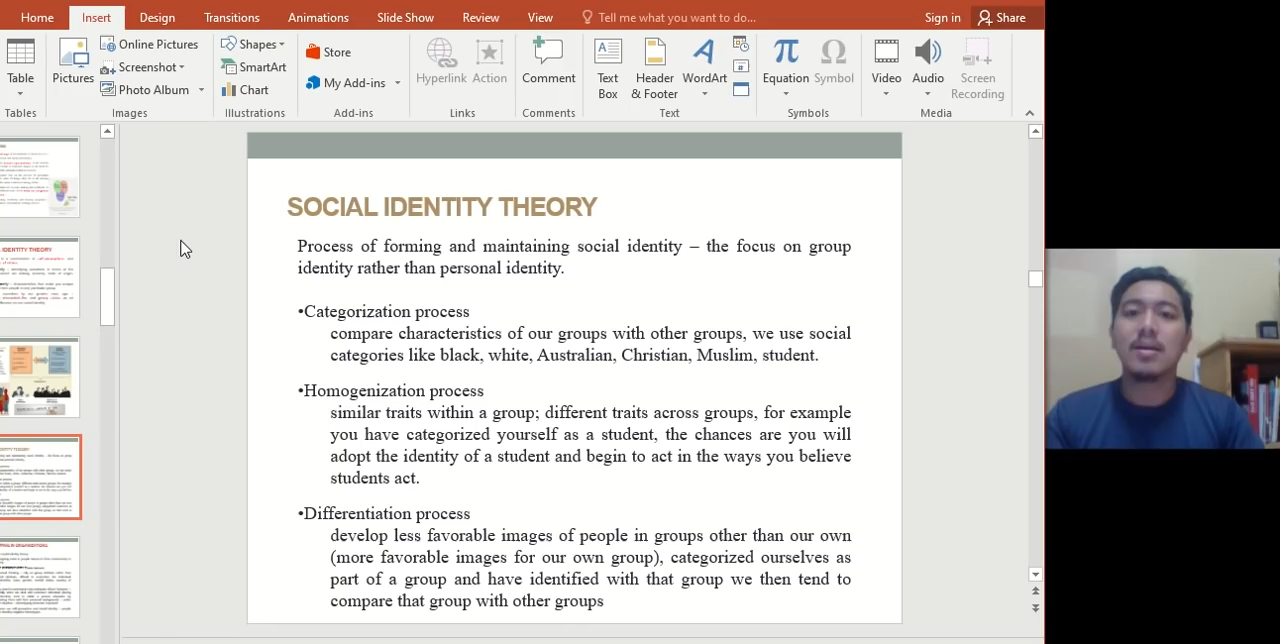 Home Insert Design Transitions Animations Slide Show Review View Tell me what you want to do... Sign in Share
Table
Tables
Pictures
Online Pictures
Screenshot
Photo Album
Images
Shapes
SmartArt
Chart
Illustrations
Store
My Add-ins
Add-ins
Hyperlink
Action
Links
Comment
Comments
Text
Box
Header
& Footer
WordArt
Text
Equation
Symbol
Symbols
Video
Audio
Screen
Recording
Media
IDENTITY THEORY
SOCIAL IDENTITY THEORY
Process of forming and maintaining social identity – the focus on group
identity rather than personal identity.
•Categorization process
compare characteristics of our groups with other groups, we use social
categories like black, white, Australian, Christian, Muslim, student.
•Homogenization process
similar traits within a group; different traits across groups, for example
you have categorized yourself as a student, the chances are you will
adopt the identity of a student and begin to act in the ways you believe
students act.
•Differentiation process
develop less favorable images of people in groups other than our own
(more favorable images for our own group), categorized ourselves as
part of a group and have identified with that group we then tend to
compare that group with other groups